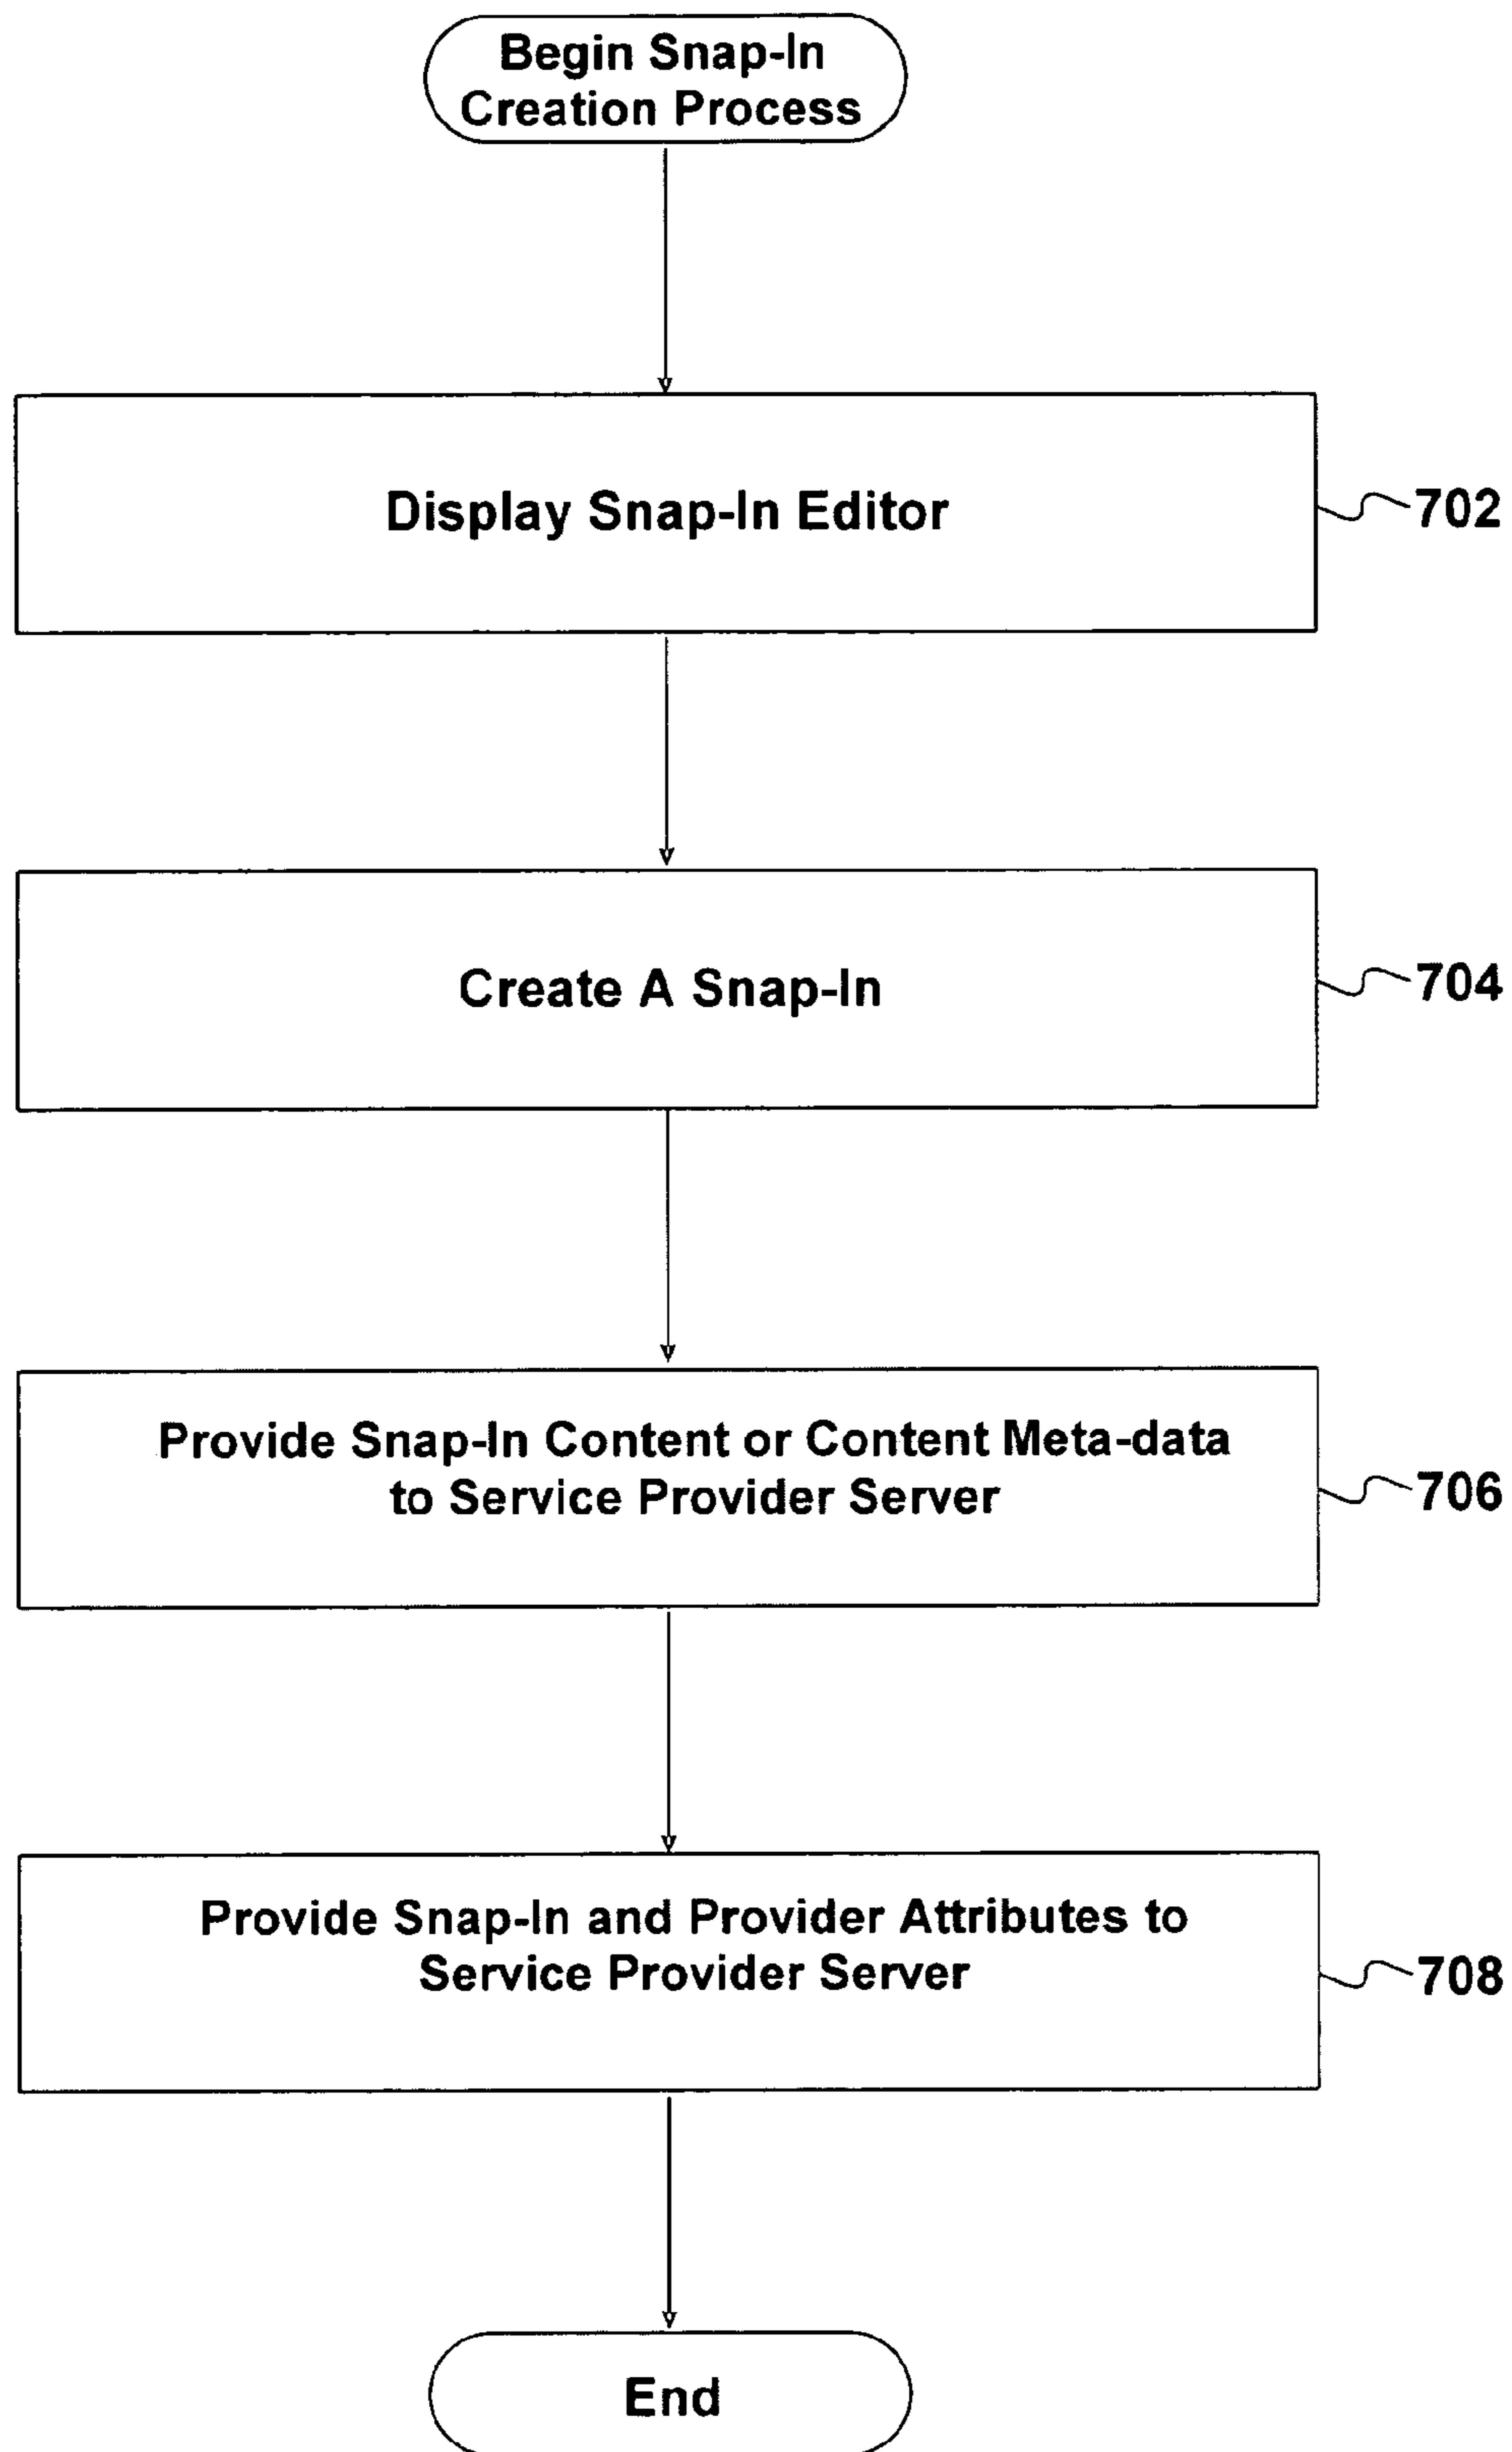 Begin Snap-In
Creation Process
Display Snap-In Editor
702
Create A Snap-In
704
Provide Snap-In Content or Content Meta-data
to Service Provider Server
706
Provide Snap-In and Provider Attributes to
Service Provider Server
708
End